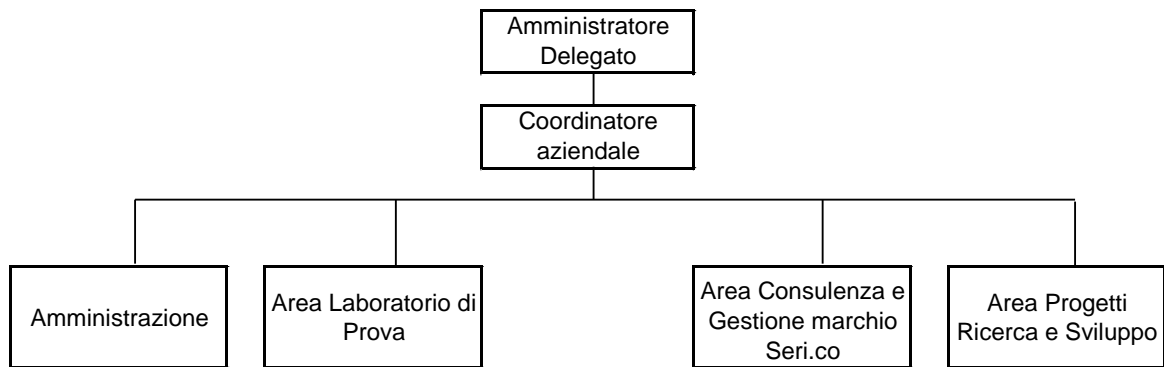 Amministratore
Delegato
Coordinatore
aziendale
Amministrazione
Area Laboratorio di
Prova
Area Consulenza e
Gestione marchio
Seri.co
Area Progetti
Ricerca e Sviluppo